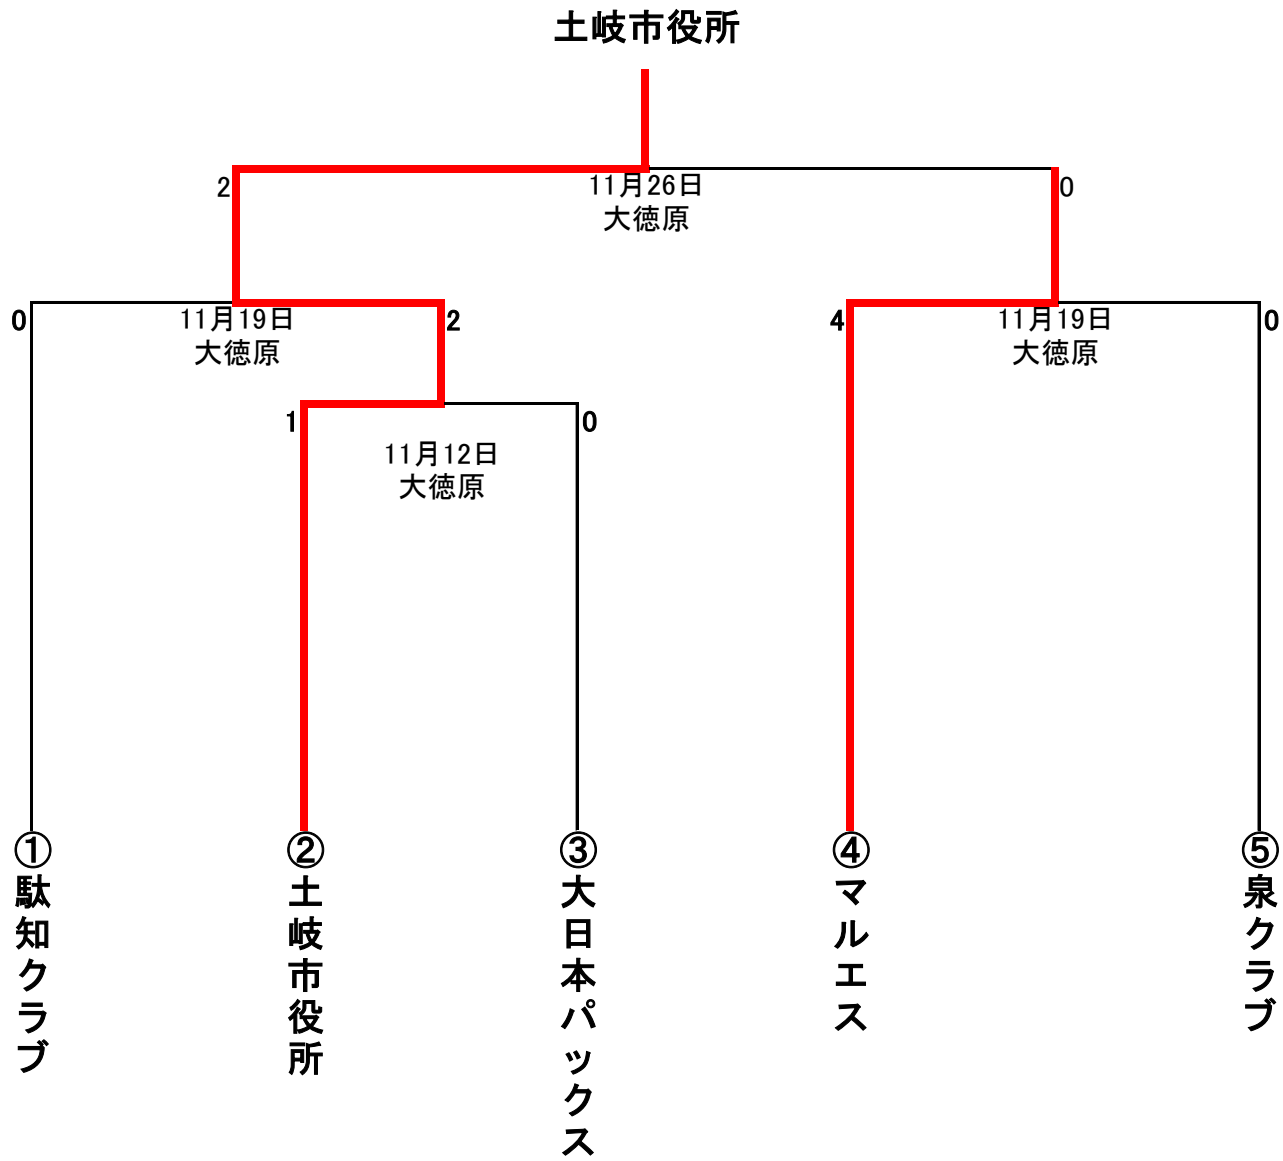 土岐市役所
2
11月26日
大徳原
0
0
11月19日
大徳原
2
4
11月19日
大徳原
0
1
11月12日
大徳原
0
①
駄知クラブ
②
土岐市役所
③
大日本パックス
④
マルエス
⑤
泉クラブ